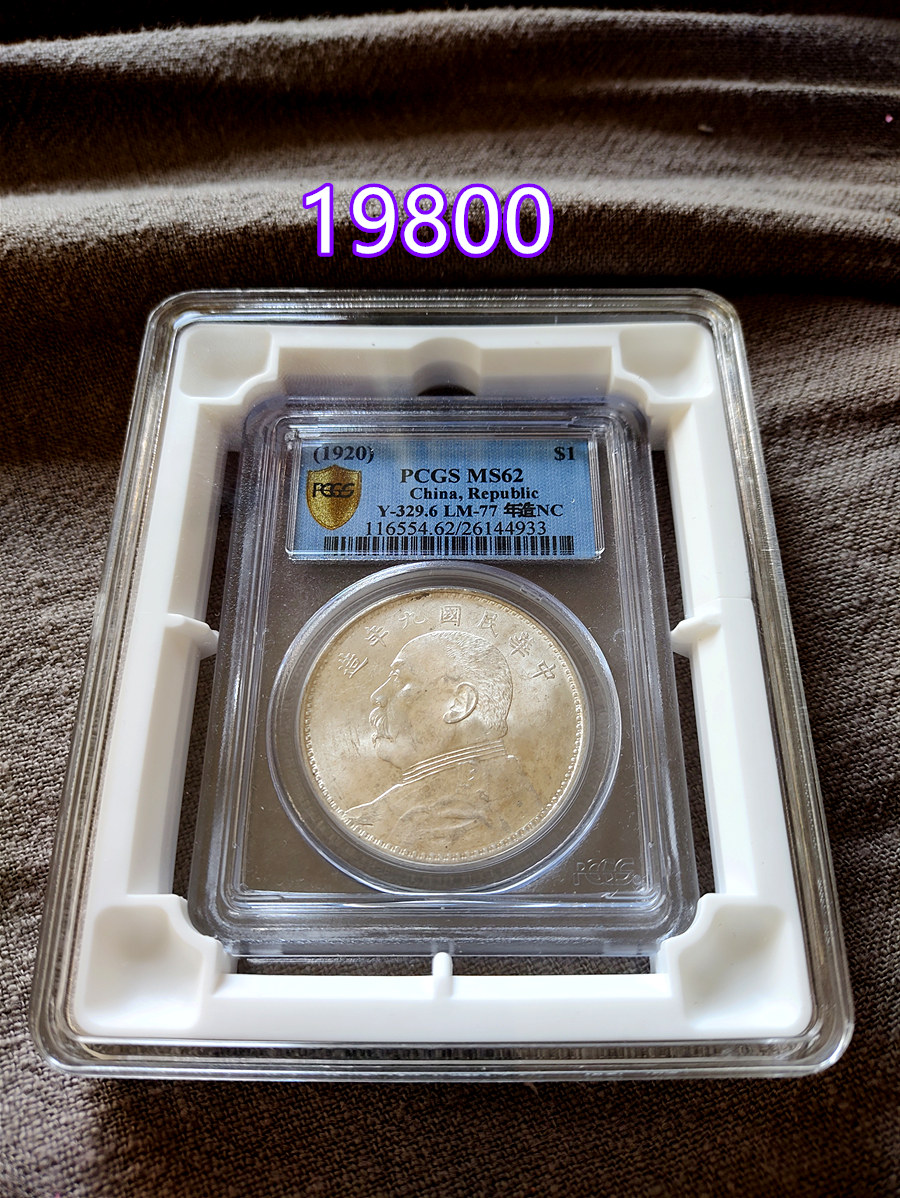 19800
(1920) $1
PCGS
PCGS MS62
China, Republic
Y-329.6 LM-77 年造NC
116554.62/26144933
造年九國民華中
PCGS